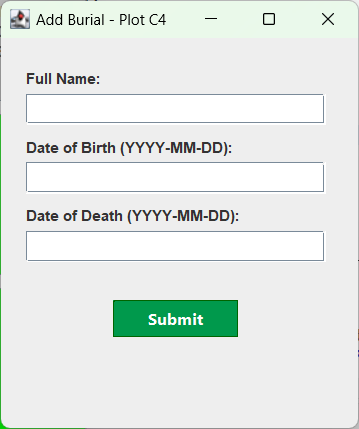 Add Burial - Plot C4
Full Name:
Date of Birth (YYYY-MM-DD):
Date of Death (YYYY-MM-DD):
Submit